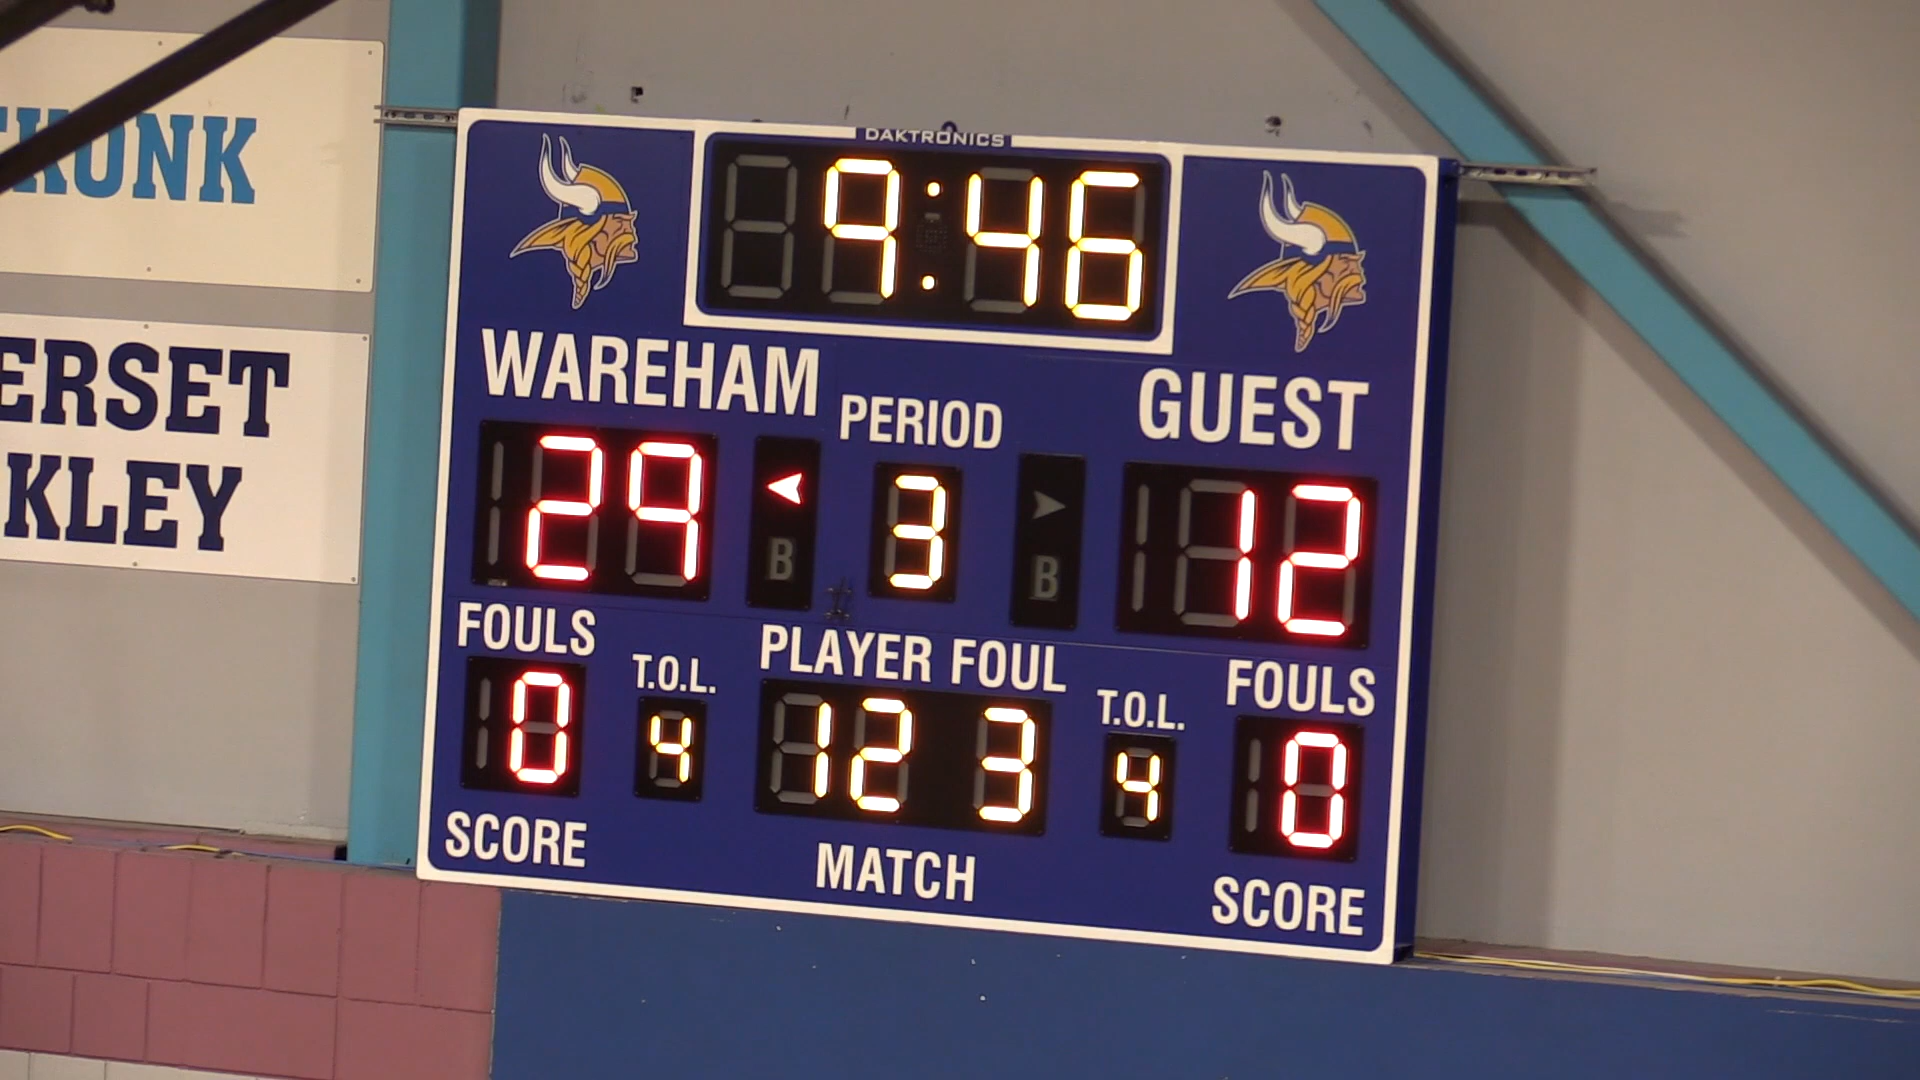 KUNK
ERSET
KLEY
DAKTRONICS
9:46
WAREHAM
PERIOD
GUEST
29
B
3
B
12
FOULS
T.O.L.
PLAYER FOUL
T.O.L.
FOULS
0
4
12 3
4
0
SCORE
MATCH
SCORE